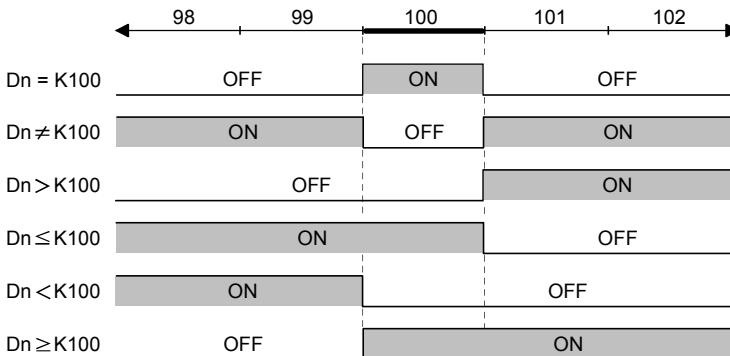 98 99 100 101 102
Dn = K100 OFF ON OFF
Dn ≠ K100 ON OFF ON
Dn > K100 OFF ON
Dn ≤ K100 ON OFF
Dn < K100 ON OFF
Dn ≥ K100 OFF ON